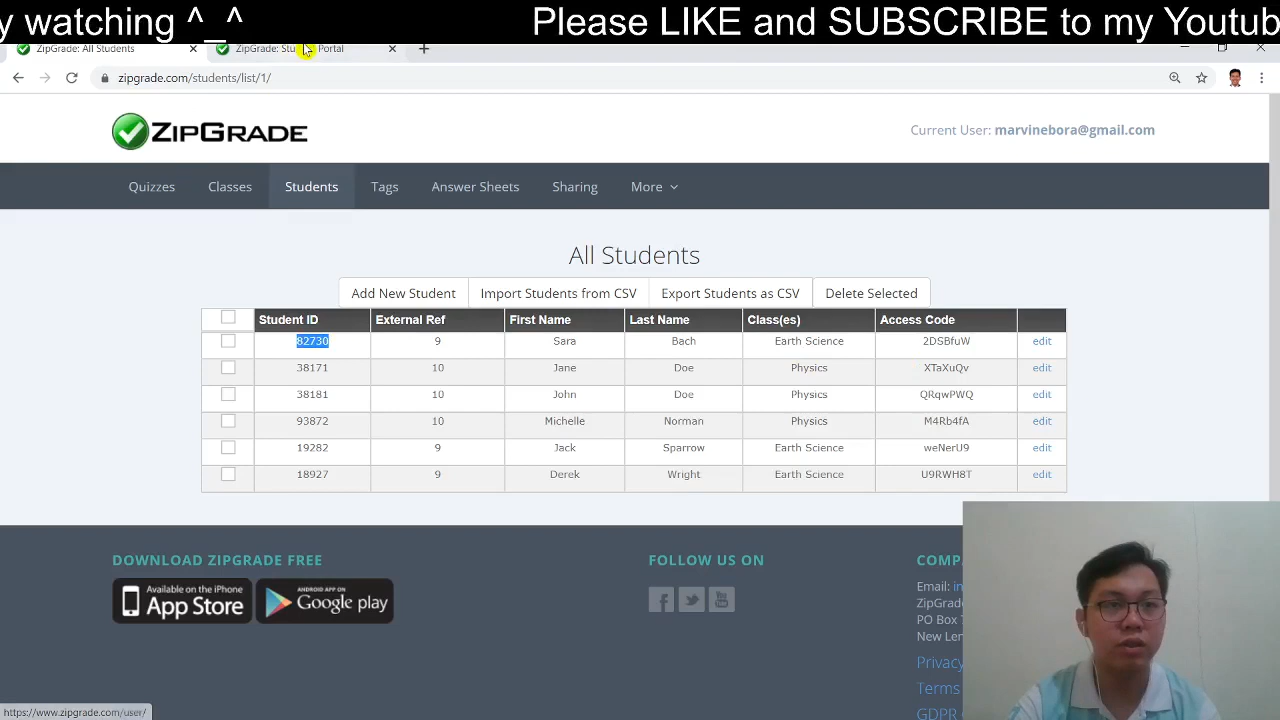 y watching ^_^ Please LIKE and SUBSCRIBE to my Youtub
ZipGrade: All Students ZipGrade: Stu Portal
zipgrade.com/students/list/1/
ZIPGRADE Current User: marvinebora@gmail.com
Quizzes Classes Students Tags Answer Sheets Sharing More
All Students
Add New Student Import Students from CSV Export Students as CSV Delete Selected
Student ID External Ref First Name Last Name Class(es) Access Code
82730 9 Sara Bach Earth Science 2DSBfuW edit
38171 10 Jane Doe Physics XTaXuQv edit
38181 10 John Doe Physics QRqwPWQ edit
93872 10 Michelle Norman Physics M4Rb4fA edit
19282 9 Jack Sparrow Earth Science weNerU9 edit
18927 9 Derek Wright Earth Science U9RWH8T edit
DOWNLOAD ZIPGRADE FREE FOLLOW US ON COMP
Available on the iPhone App Store ANDROID APP ON Google play
Email: in
ZipGrad
PO Box 7
New Len
Privacy
Terms
GDPR
https://www.zipgrade.com/user/